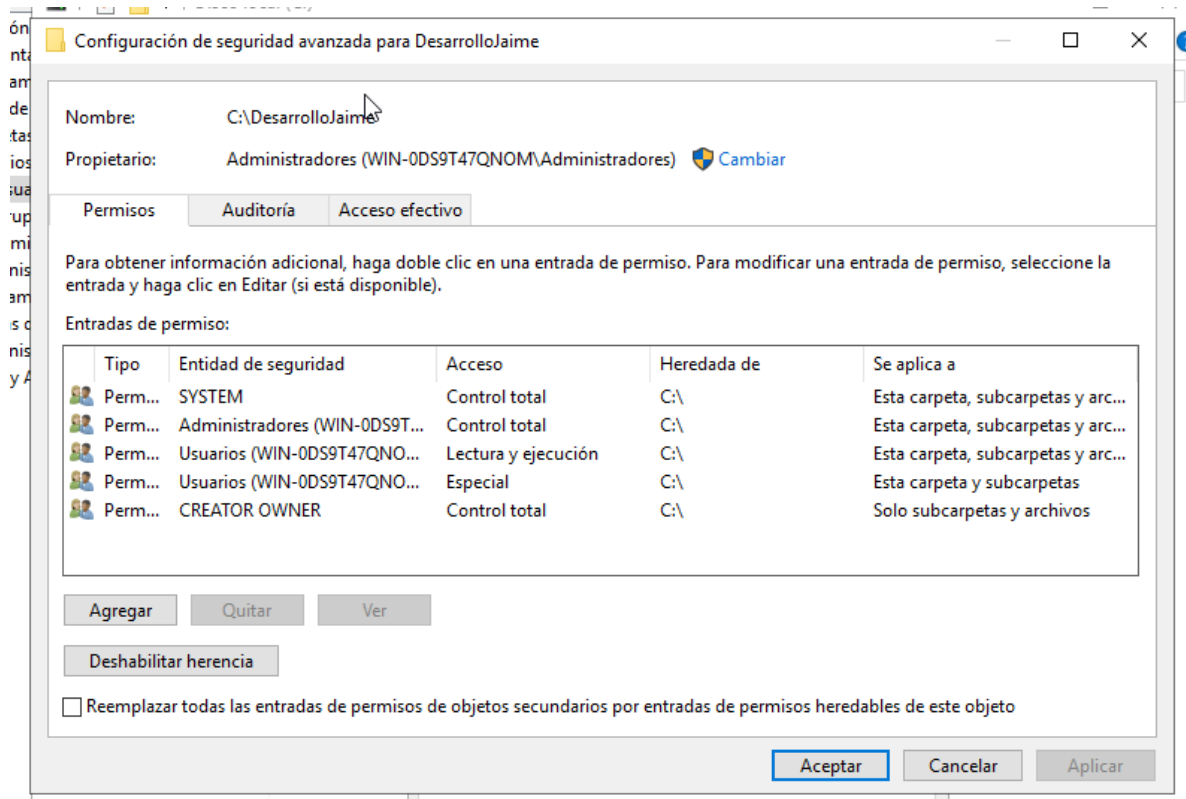 Configuración de seguridad avanzada para DesarrolloJaime
Nombre: C:\DesarrolloJaime
Propietario: Administradores (WIN-0DS9T47QNOM\Administradores) Cambiar
Permisos Auditoría Acceso efectivo
Para obtener información adicional, haga doble clic en una entrada de permiso. Para modificar una entrada de permiso, seleccione la
entrada y haga clic en Editar (si está disponible).
Entradas de permiso:
Tipo Entidad de seguridad Acceso Heredada de Se aplica a
Perm... SYSTEM Control total C:\ Esta carpeta, subcarpetas y arc...
Perm... Administradores (WIN-0DS9T... Control total C:\ Esta carpeta, subcarpetas y arc...
Perm... Usuarios (WIN-0DS9T47QNO... Lectura y ejecución C:\ Esta carpeta, subcarpetas y arc...
Perm... Usuarios (WIN-0DS9T47QNO... Especial C:\ Esta carpeta y subcarpetas
Perm... CREATOR OWNER Control total C:\ Solo subcarpetas y archivos
Agregar Quitar Ver
Deshabilitar herencia
Reemplazar todas las entradas de permisos de objetos secundarios por entradas de permisos heredables de este objeto
Aceptar Cancelar Aplicar